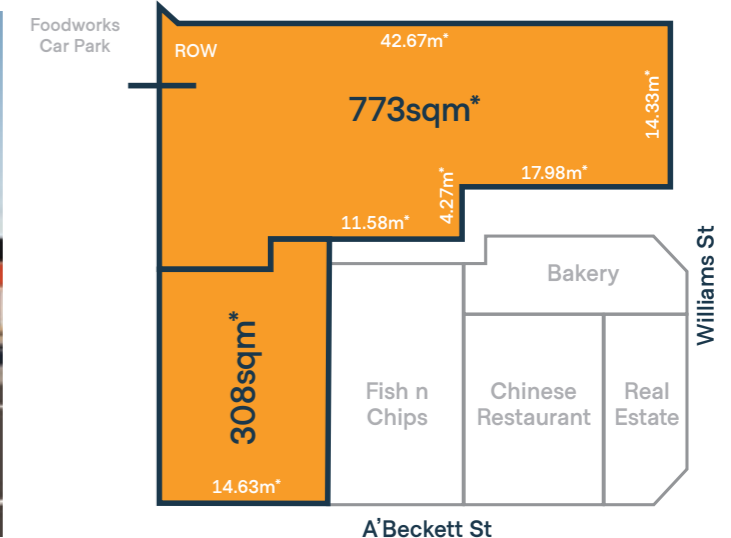 Foodworks
Car Park
ROW
42.67m*
773sqm*
14.33m*
17.98m*
4.27m*
11.58m*
Bakery
Williams St
308sqm*
Fish n
Chips
Chinese
Restaurant
Real
Estate
14.63m*
A'Beckett St